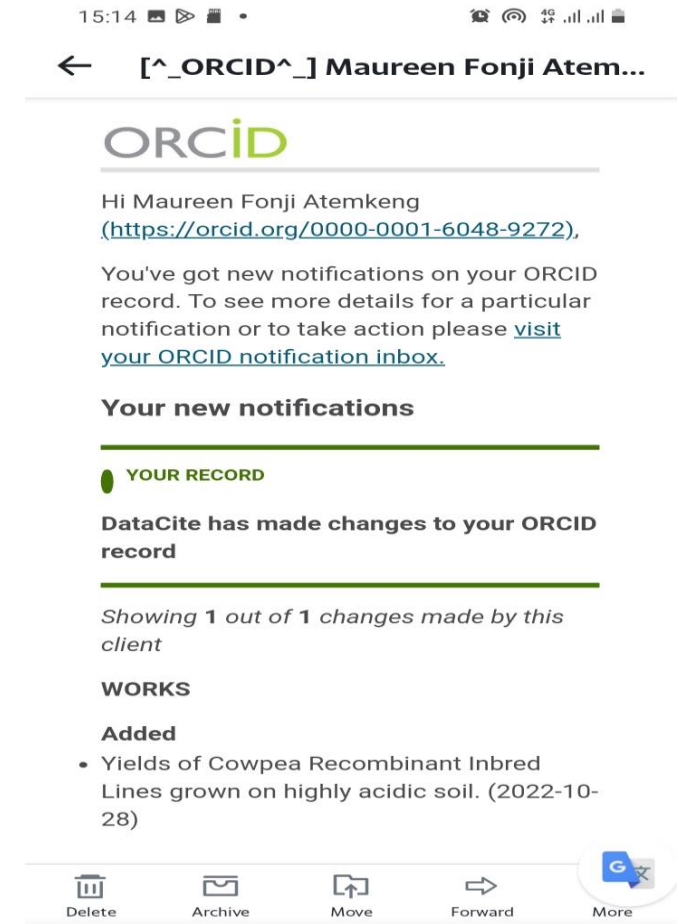 15:14
4G
[^_ORCID^_] Maureen Fonji Atem...
ORCID
Hi Maureen Fonji Atemkeng
(https://orcid.org/0000-0001-6048-9272),
You've got new notifications on your ORCID
record. To see more details for a particular
notification or to take action please visit
your ORCID notification inbox.
Your new notifications
YOUR RECORD
DataCite has made changes to your ORCID
record
Showing 1 out of 1 changes made by this
client
WORKS
Added
• Yields of Cowpea Recombinant Inbred
Lines grown on highly acidic soil. (2022-10-
28)
G 文
Delete Archive Move Forward More